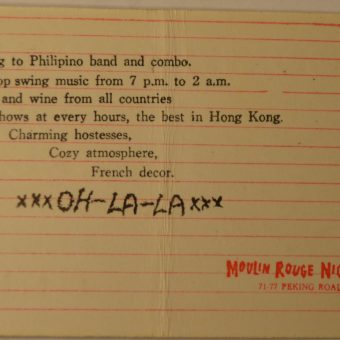 g to Philipino band and combo.
op swing music from 7 p.m. to 2 a.m.
and wine from all countries
hows at every hours, the best in Hong Kong.
Charming hostesses,
Cozy atmosphere,
French decor.
xxxOH-LA-LAxxx
MOULIN ROUGE NIG
71-77 PEKING ROAD